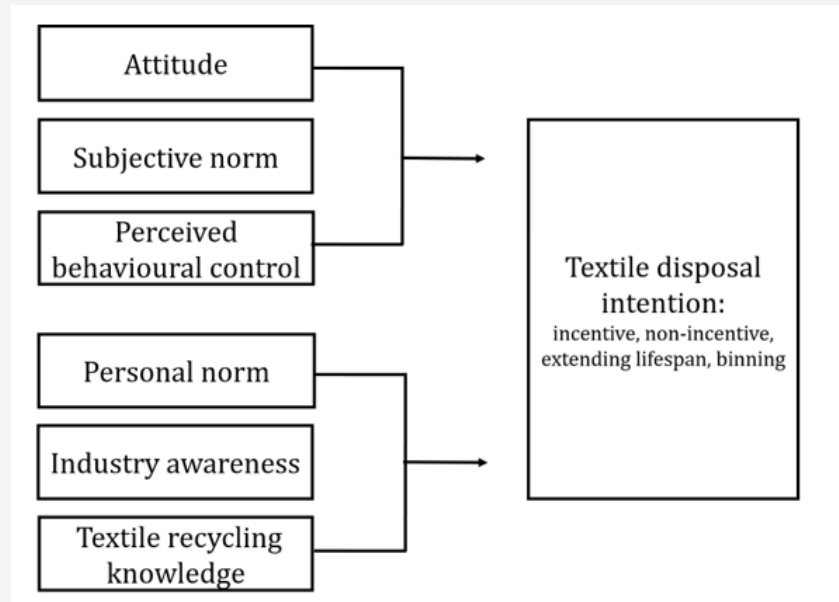 Attitude
Subjective norm
Perceived
behavioural control
Personal norm
Industry awareness
Textile recycling
knowledge
Textile disposal
intention:
incentive, non-incentive,
extending lifespan, binning